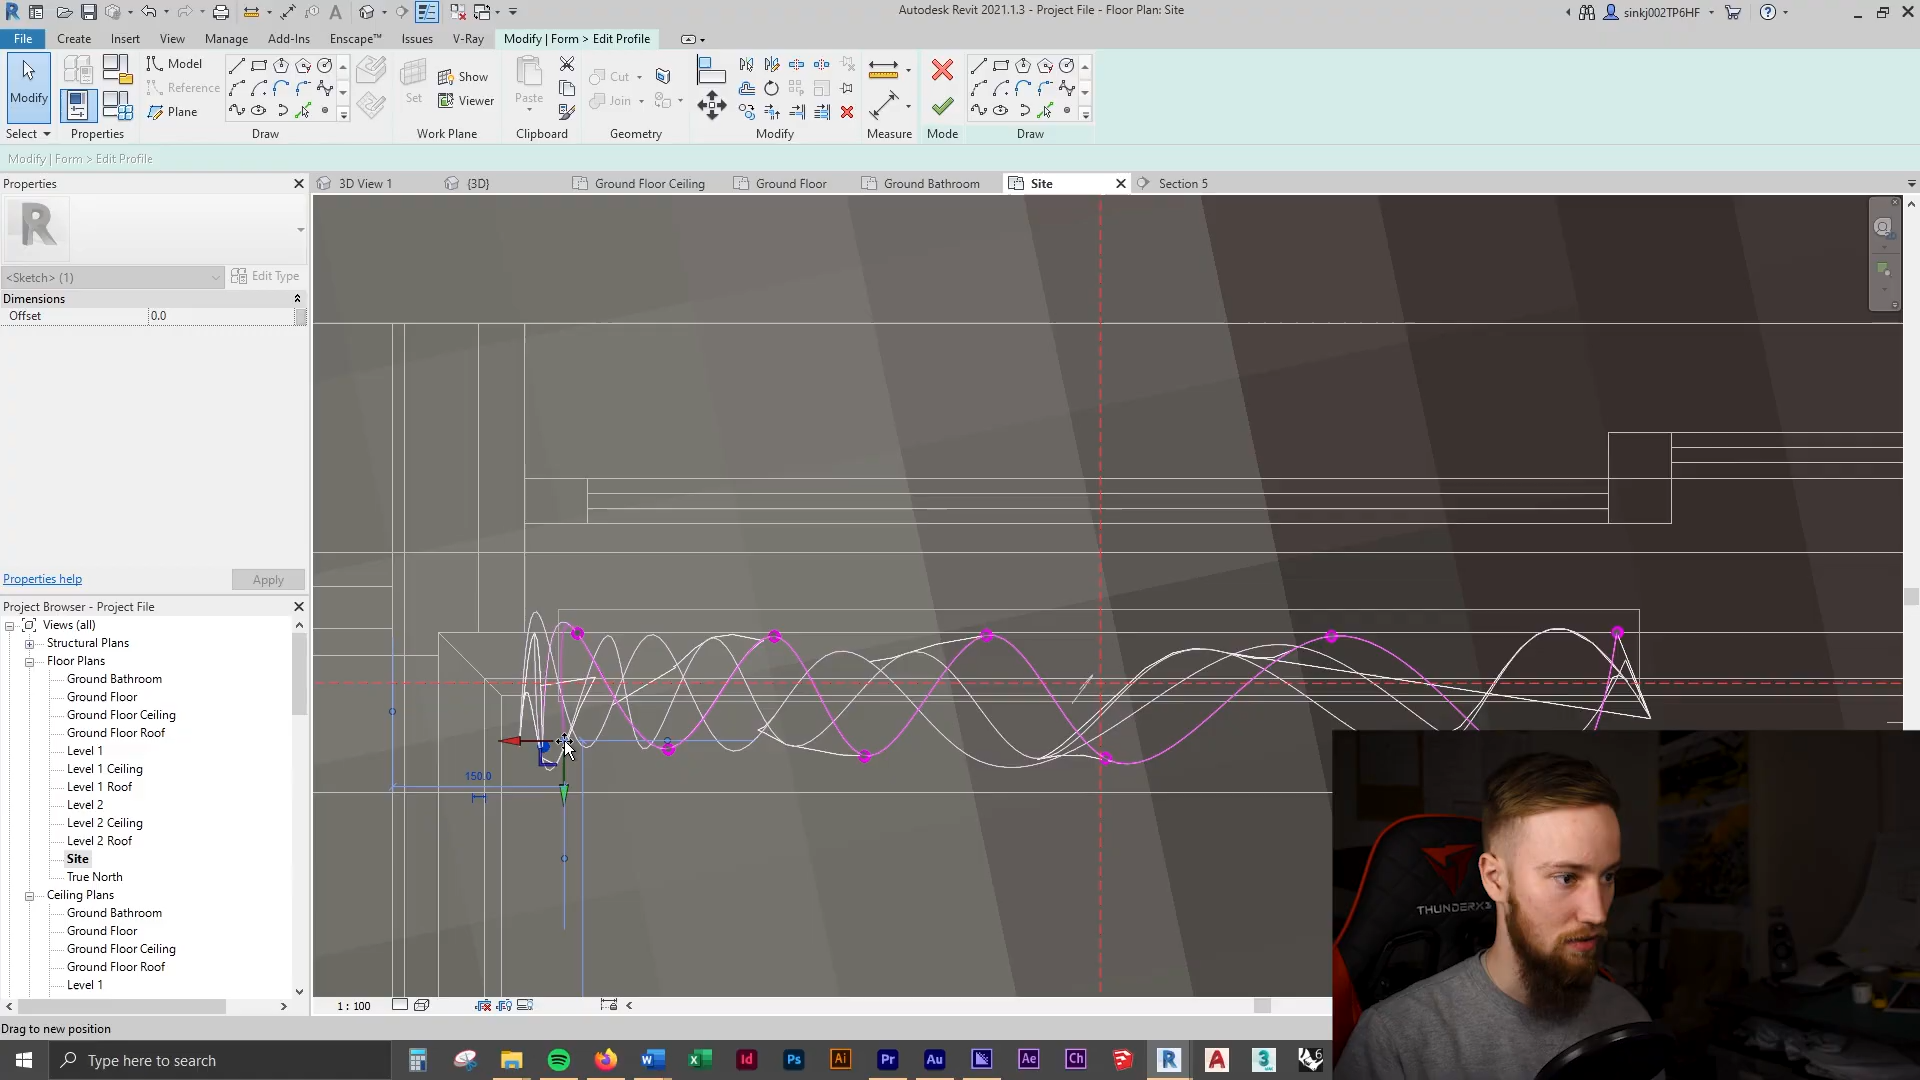 Autodesk Revit 2021.1.3 - Project File - Floor Plan: Site
sinkj002TP6HF
File
Create
Insert
View
Manage
Add-Ins
Enscape™
Issues
V-Ray
Modify | Form > Edit Profile
Modify
Model
Reference
Plane
Set
Show
Viewer
Paste
Cut
Join
Select
Properties
Draw
Work Plane
Clipboard
Geometry
Modify
Measure
Mode
Draw
Modify | Form > Edit Profile
Properties
3D View 1
{3D}
Ground Floor Ceiling
Ground Floor
Ground Bathroom
Site
Section 5
<Sketch> (1)
Edit Type
Dimensions
Offset
0.0
Properties help
Apply
Project Browser - Project File
Views (all)
Structural Plans
Floor Plans
Ground Bathroom
Ground Floor
Ground Floor Ceiling
Ground Floor Roof
Level 1
Level 1 Ceiling
Level 1 Roof
Level 2
Level 2 Ceiling
Level 2 Roof
Site
True North
Ceiling Plans
Ground Bathroom
Ground Floor
Ground Floor Ceiling
Ground Floor Roof
Level 1
150.0
THUNDERX3
1 : 100
Drag to new position
Type here to search